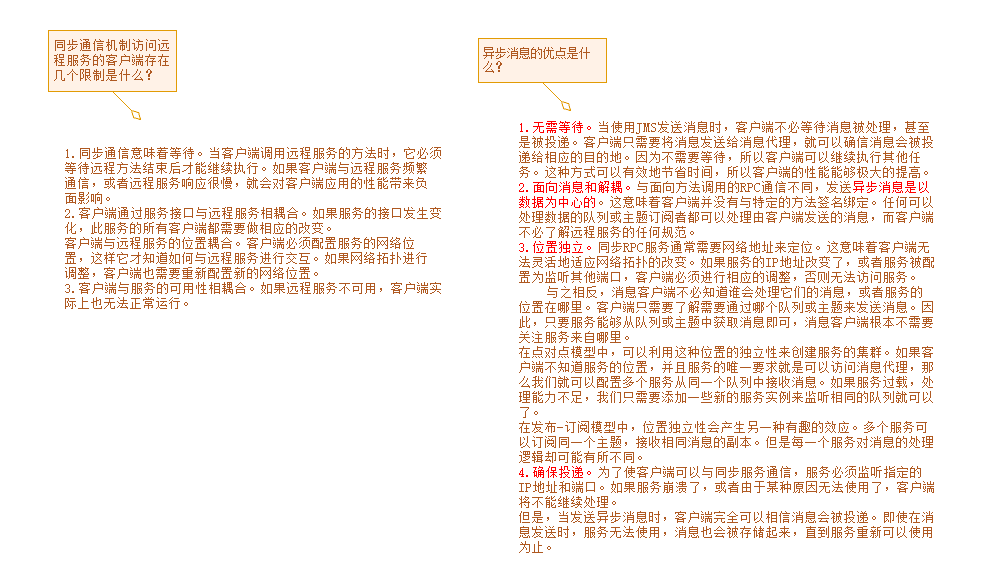 同步通信机制访问远
程服务的客户端存在
几个限制是什么？
1.同步通信意味着等待。当客户端调用远程服务的方法时，它必须
等待远程方法结束后才能继续执行。如果客户端与远程服务频繁
通信，或者远程服务响应很慢，就会对客户端应用的性能带来负
面影响。
2.客户端通过服务接口与远程服务相耦合。如果服务的接口发生变
化，此服务的所有客户端都需要做相应的改变。
客户端与远程服务的位置耦合。客户端必须配置服务的网络位
置，这样它才知道如何与远程服务进行交互。如果网络拓扑进行
调整，客户端也需要重新配置新的网络位置。
3.客户端与服务的可用性相耦合。如果远程服务不可用，客户端实
际上也无法正常运行。
异步消息的优点是什
么？
1.无需等待。当使用JMS发送消息时，客户端不必等待消息被处理，甚至
是被投递。客户端只需要将消息发送给消息代理，就可以确信消息会被投
递给相应的目的地。因为不需要等待，所以客户端可以继续执行其他任
务。这种方式可以有效地节省时间，所以客户端的性能能够极大的提高。
2.面向消息和解耦。与面向方法调用的RPC通信不同，发送异步消息是以
数据为中心的。这意味着客户端并没有与特定的方法签名绑定。任何可以
处理数据的队列或主题订阅者都可以处理由客户端发送的消息，而客户端
不必了解远程服务的任何规范。
3.位置独立。同步RPC服务通常需要网络地址来定位。这意味着客户端无
法灵活地适应网络拓扑的改变。如果服务的IP地址改变了，或者服务被配
置为监听其他端口，客户端必须进行相应的调整，否则无法访问服务。
与之相反，消息客户端不必知道谁会处理它们的消息，或者服务的
位置在哪里。客户端只需要了解需要通过哪个队列或主题来发送消息。因
此，只要服务能够从队列或主题中获取消息即可，消息客户端根本不需要
关注服务来自哪里。
在点对点模型中，可以利用这种位置的独立性来创建服务的集群。如果客
户端不知道服务的位置，并且服务的唯一要求就是可以访问消息代理，那
么我们就可以配置多个服务从同一个队列中接收消息。如果服务过载，处
理能力不足，我们只需要添加一些新的服务实例来监听相同的队列就可以
了。
在发布-订阅模型中，位置独立性会产生另一种有趣的效应。多个服务可
以订阅同一个主题，接收相同消息的副本。但是每一个服务对消息的处理
逻辑却可能有所不同。
4.确保投递。为了使客户端可以与同步服务通信，服务必须监听指定的
IP地址和端口。如果服务崩溃了，或者由于某种原因无法使用了，客户端
将不能继续处理。
但是，当发送异步消息时，客户端完全可以相信消息会被投递。即使在消
息发送时，服务无法使用，消息也会被存储起来，直到服务重新可以使用
为止。